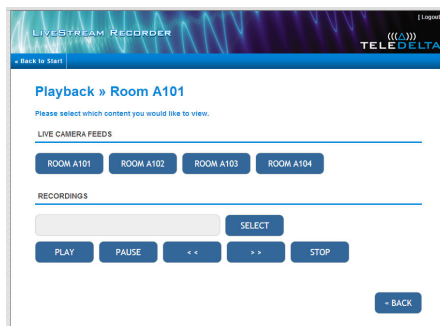 [ Logout
LiveStream Recorder
(((△)))
TELEDELTA
« Back to Start
Playback » Room A101
Please select which content you would like to view.
LIVE CAMERA FEEDS
ROOM A101 ROOM A102 ROOM A103 ROOM A104
RECORDINGS
SELECT
PLAY PAUSE < < > > STOP
« BACK